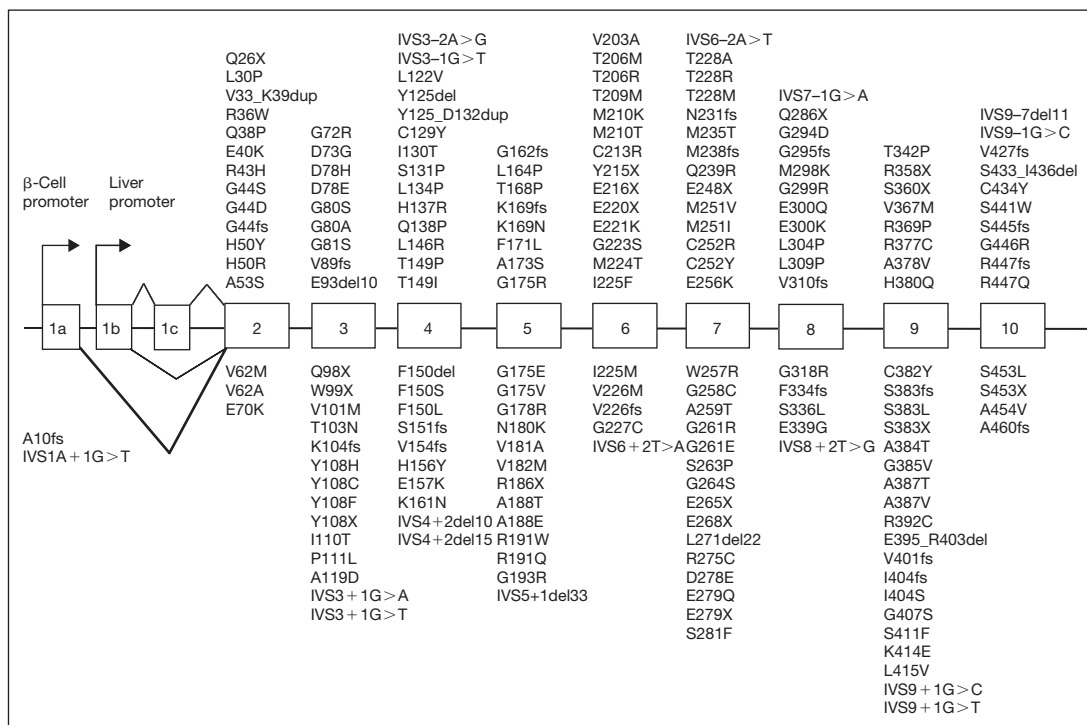 β-Cell
promoter
Liver
promoter
1a
1b
1c
A10fs
IVS1A+1G>T
Q26X
L30P
V33_K39dup
R36W
Q38P
E40K
R43H
G44S
G44D
G44fs
H50Y
H50R
A53S
2
V62M
V62A
E70K
G72R
D73G
D78H
D78E
G80S
G80A
G81S
V89fs
E93del10
3
Q98X
W99X
V101M
T103N
K104fs
Y108H
Y108C
Y108F
Y108X
I110T
P111L
A119D
IVS3+1G>A
IVS3+1G>T
IVS3–2A>G
IVS3–1G>T
L122V
Y125del
Y125_D132dup
C129Y
I130T
S131P
L134P
H137R
Q138P
L146R
T149P
T149I
4
F150del
F150S
F150L
S151fs
V154fs
H156Y
E157K
K161N
IVS4+2del10
IVS4+2del15
G162fs
L164P
T168P
K169fs
K169N
F171L
A173S
G175R
5
G175E
G175V
G178R
N180K
V181A
V182M
R186X
A188T
A188E
R191W
R191Q
G193R
IVS5+1del33
V203A
T206M
T206R
T209M
M210K
M210T
C213R
Y215X
E216X
E220X
E221K
G223S
M224T
I225F
6
I225M
V226M
V226fs
G227C
IVS6+2T>A
IVS6–2A>T
T228A
T228R
T228M
N231fs
M235T
M238fs
Q239R
E248X
M251V
M251I
C252R
C252Y
E256K
7
W257R
G258C
A259T
G261R
G261E
S263P
G264S
E265X
E268X
L271del22
R275C
D278E
E279Q
E279X
S281F
IVS7–1G>A
Q286X
G294D
G295fs
M298K
G299R
E300Q
E300K
L304P
L309P
V310fs
8
G318R
F334fs
S336L
E339G
IVS8+2T>G
T342P
R358X
S360X
V367M
R369P
R377C
A378V
H380Q
9
C382Y
S383fs
S383L
S383X
A384T
G385V
A387T
A387V
R392C
E395_R403del
V401fs
I404fs
I404S
G407S
S411F
K414E
L415V
IVS9+1G>C
IVS9+1G>T
IVS9–7del11
IVS9–1G>C
V427fs
S433_I436del
C434Y
S441W
S445fs
G446R
R447fs
R447Q
10
S453L
S453X
A454V
A460fs